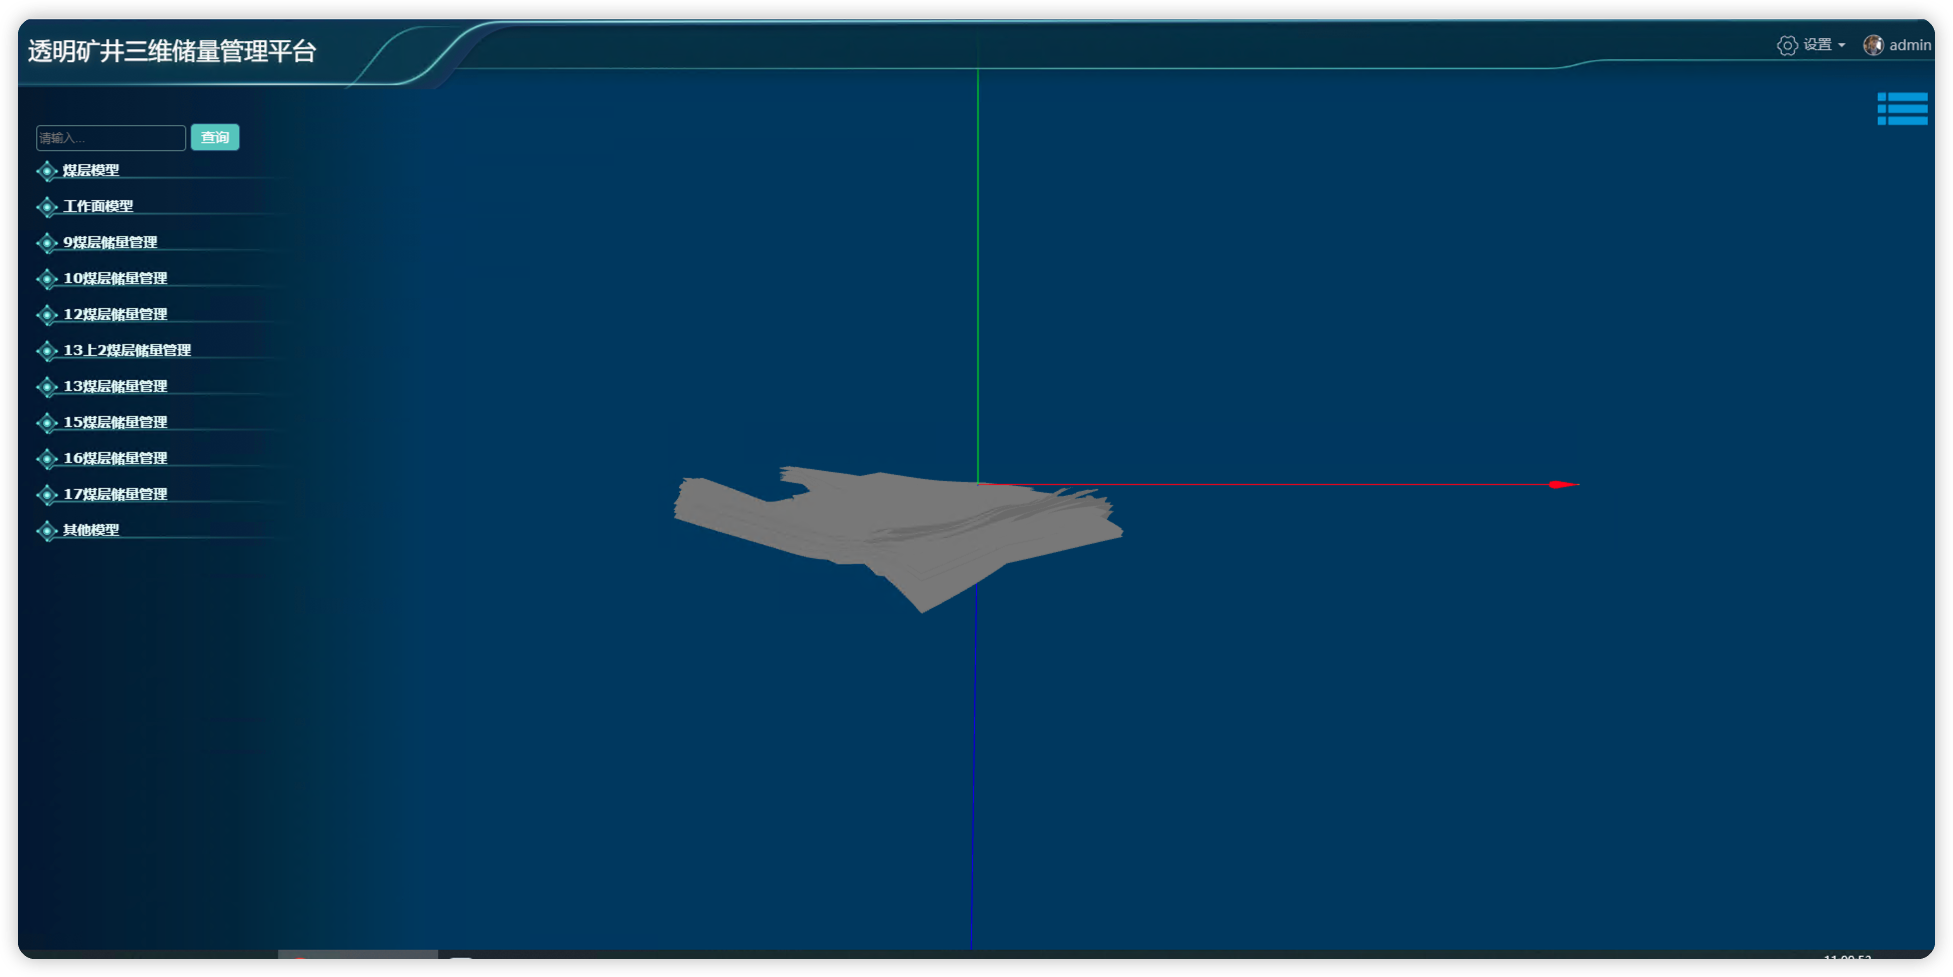 透明矿井三维储量管理平台
设置
admin
请输入...
查询
煤层模型
工作面模型
9煤层储量管理
10煤层储量管理
12煤层储量管理
13上2煤层储量管理
13煤层储量管理
15煤层储量管理
16煤层储量管理
17煤层储量管理
其他模型